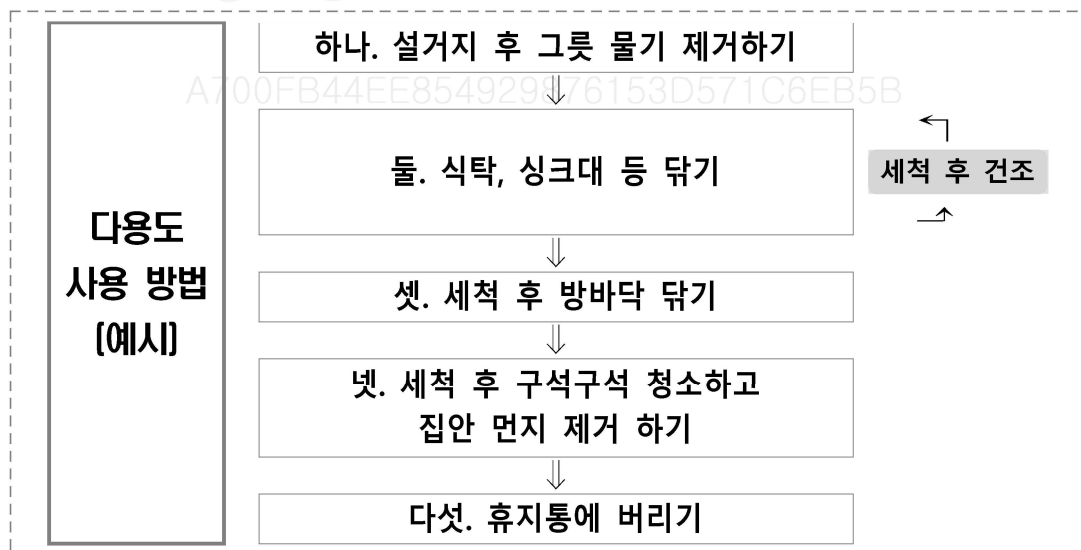 하나. 설거지 후 그릇 물기 제거하기
A700FB44EE854929876153D571C6EB5B
둘. 식탁, 싱크대 등 닦기
세척 후 건조
다용도
사용 방법
(예시)
셋. 세척 후 방바닥 닦기
넷. 세척 후 구석구석 청소하고
집안 먼지 제거 하기
다섯. 휴지통에 버리기